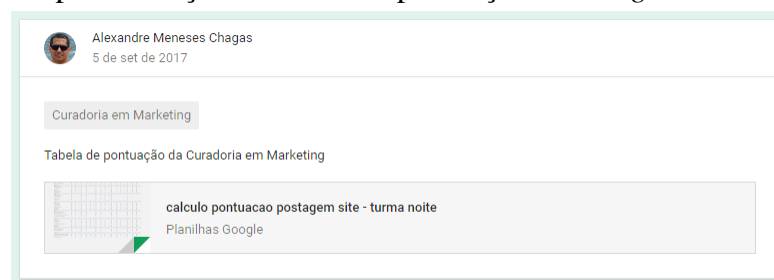 Alexandre Meneses Chagas
5 de set de 2017
Curadoria em Marketing
Tabela de pontuação da Curadoria em Marketing
calculo pontuacao postagem site - turma noite
Planilhas Google